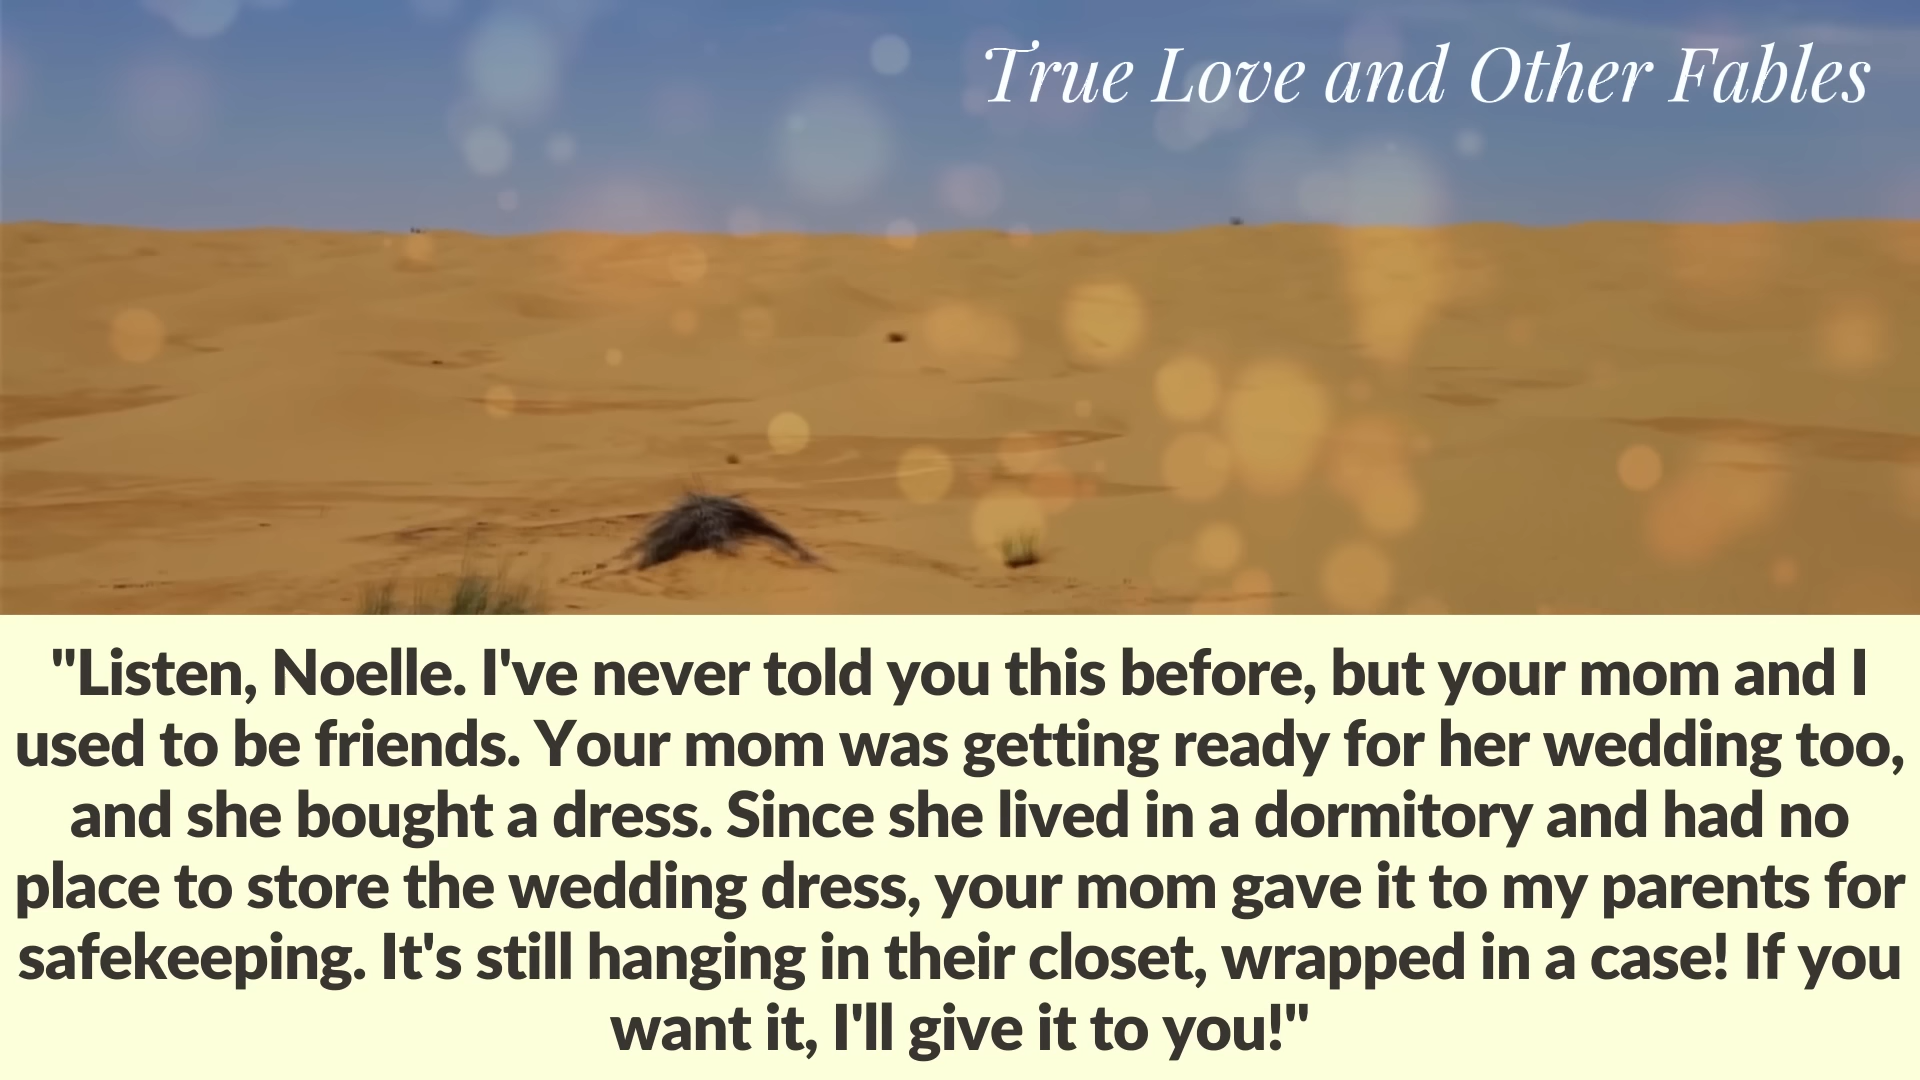 True Love and Other Fables
"Listen, Noelle. I've never told you this before, but your mom and I
used to be friends. Your mom was getting ready for her wedding too,
and she bought a dress. Since she lived in a dormitory and had no
place to store the wedding dress, your mom gave it to my parents for
safekeeping. It's still hanging in their closet, wrapped in a case! If you
want it, I'll give it to you!"